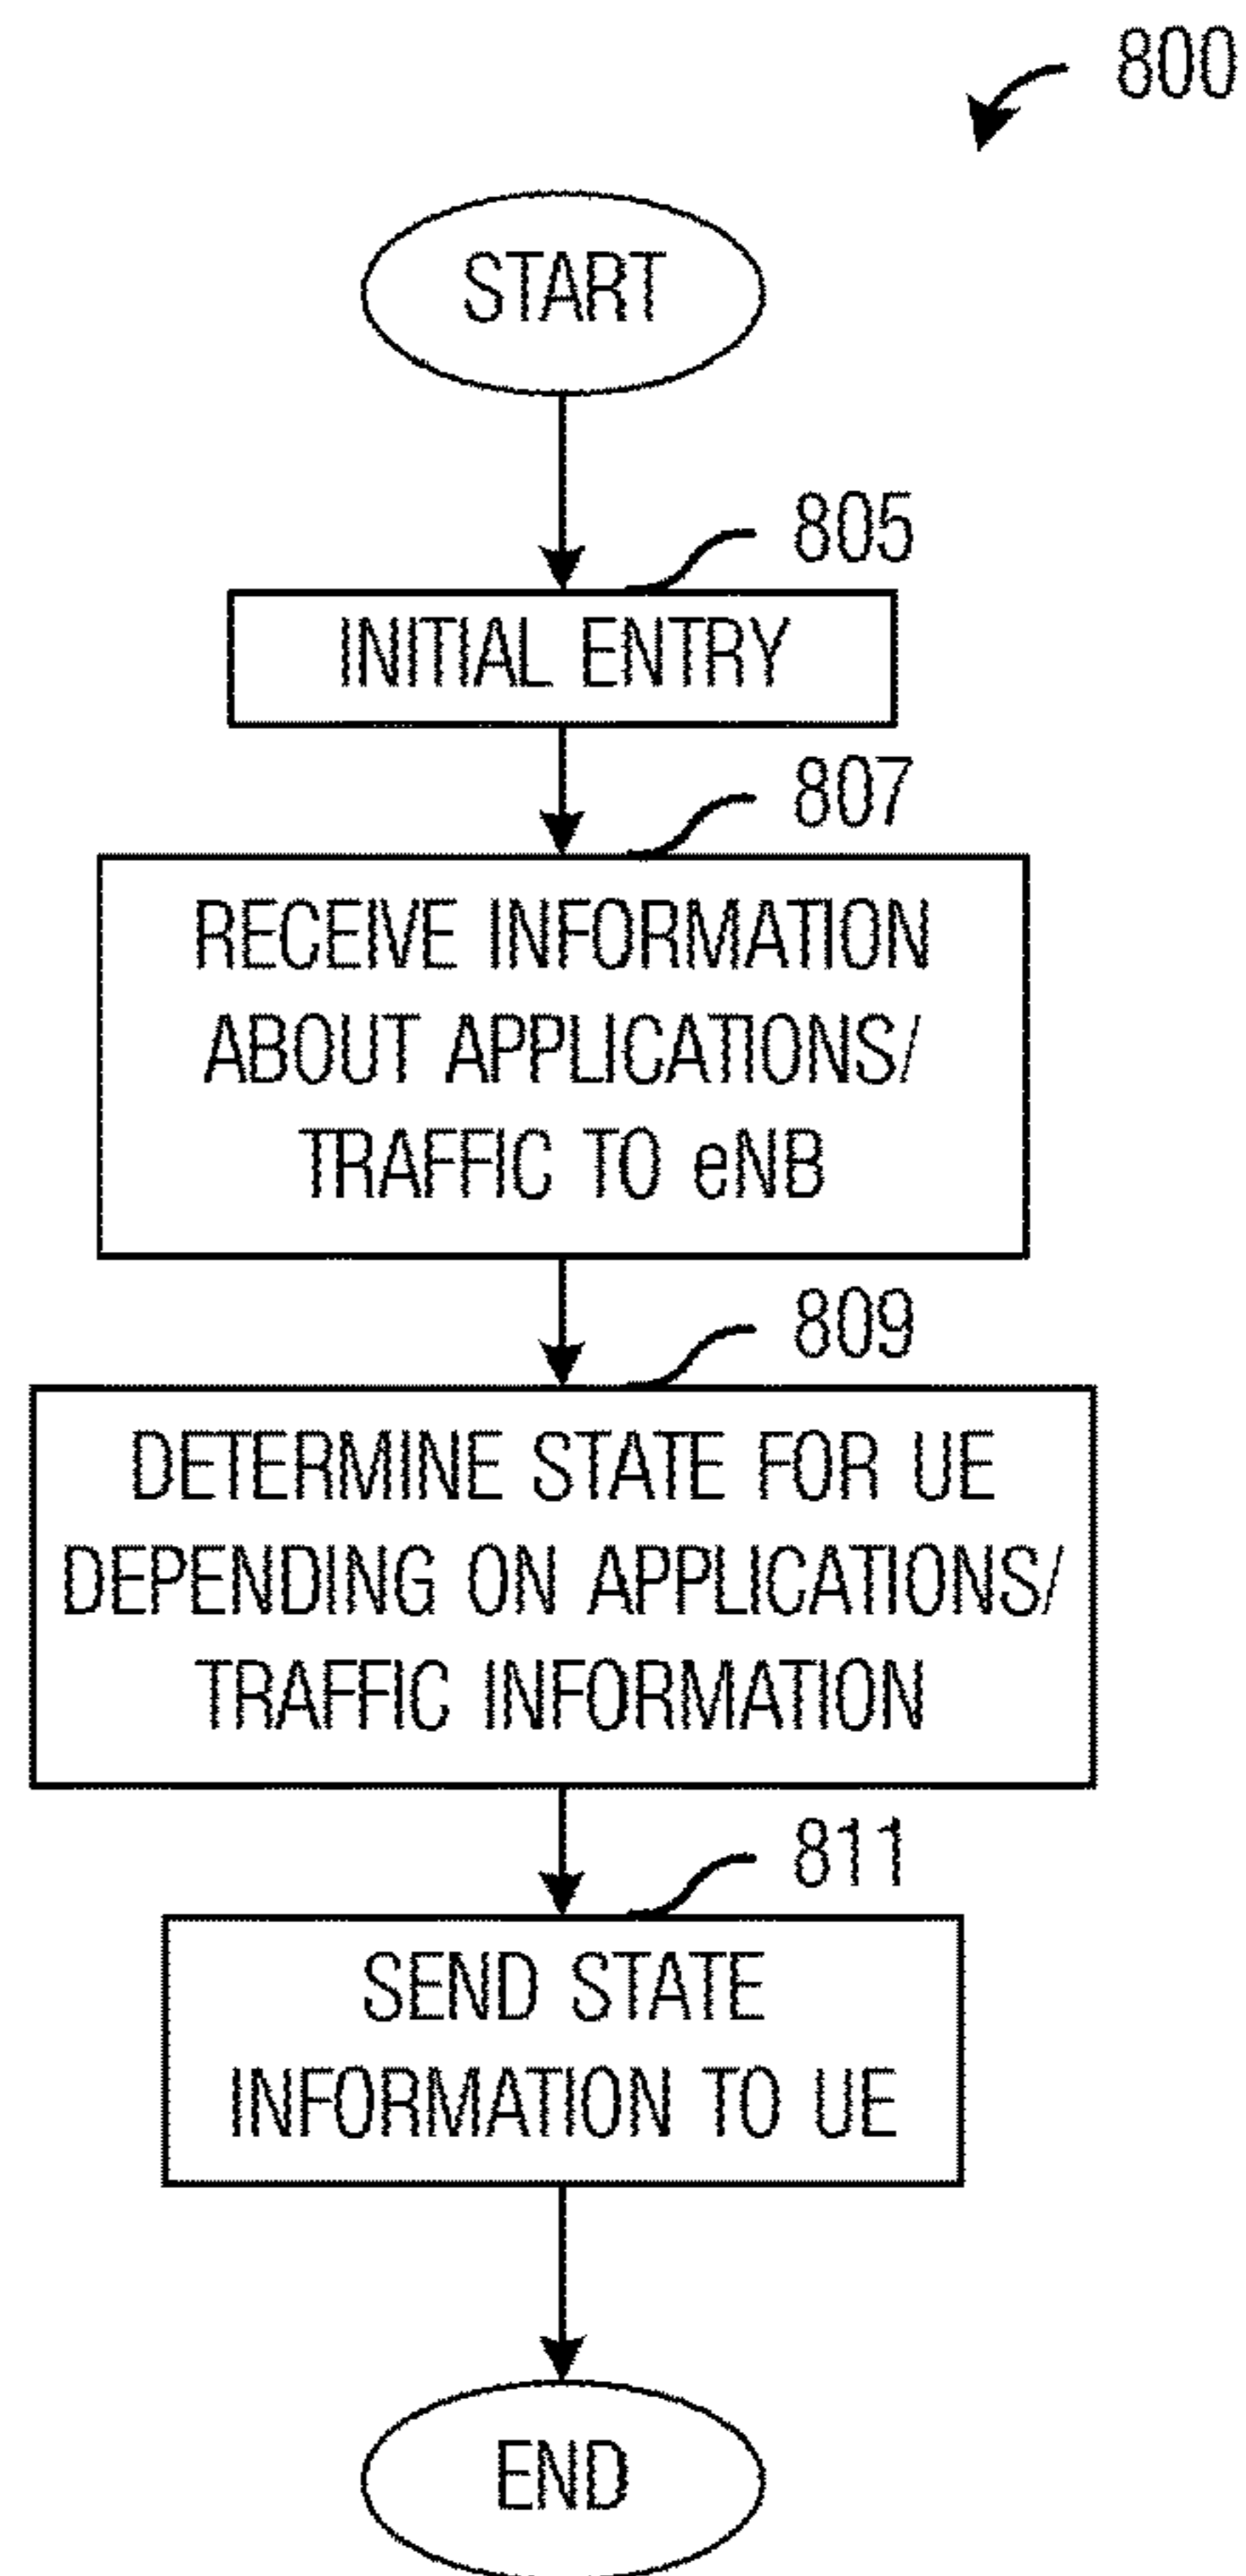 800
START
805
INITIAL ENTRY
807
RECEIVE INFORMATION
ABOUT APPLICATIONS/
TRAFFIC TO eNB
809
DETERMINE STATE FOR UE
DEPENDING ON APPLICATIONS/
TRAFFIC INFORMATION
811
SEND STATE
INFORMATION TO UE
END